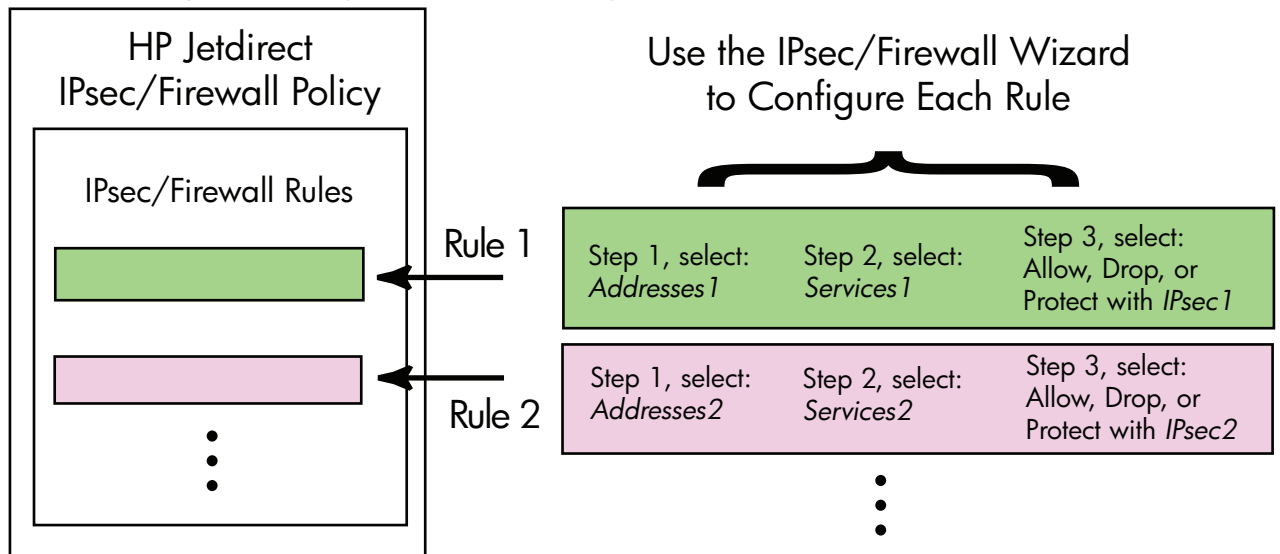 HP Jetdirect
IPsec/Firewall Policy
IPsec/Firewall Rules
Use the IPsec/Firewall Wizard
to Configure Each Rule
Rule 1
Step 1, select:
Addresses1
Step 2, select:
Services1
Step 3, select:
Allow, Drop, or
Protect with IPsec1
Rule 2
Step 1, select:
Addresses2
Step 2, select:
Services2
Step 3, select:
Allow, Drop, or
Protect with IPsec2